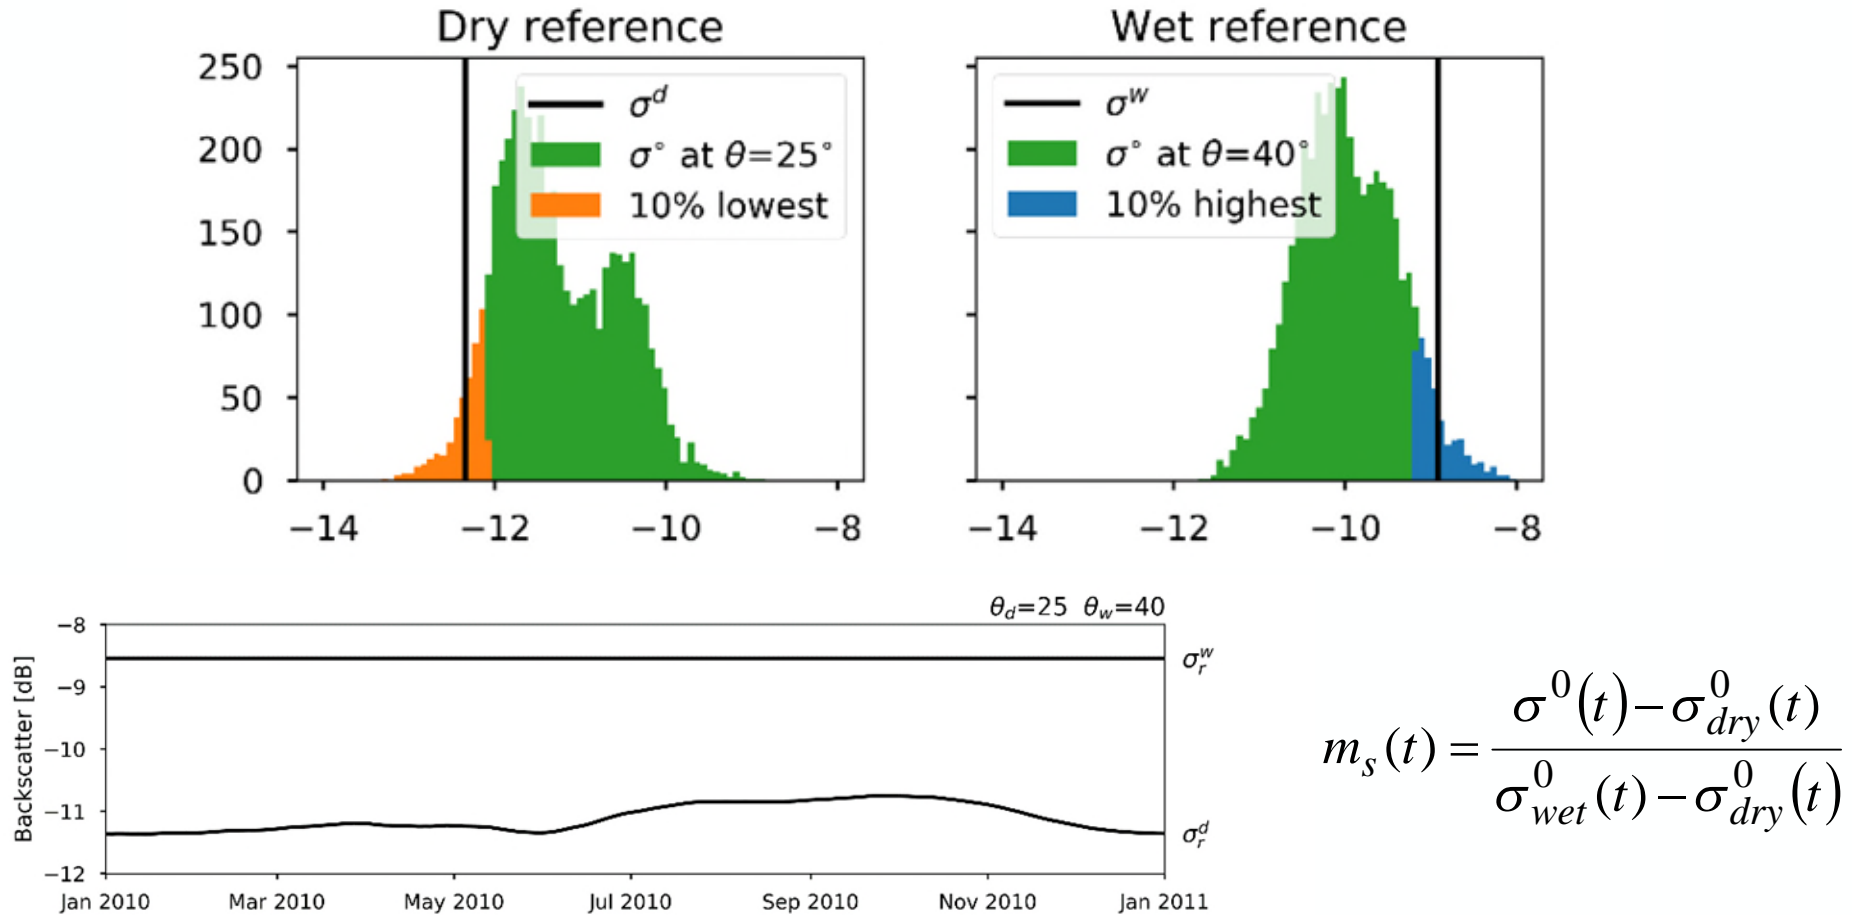 Dry reference
Wet reference
250
200
150
100
50
0
σᵈ
σ° at θ=25°
10% lowest
σᵂ
σ° at θ=40°
10% highest
−14 −12 −10 −8
−14 −12 −10 −8
θ_d=25 θ_w=40
Backscatter [dB]
−8
−9
−10
−11
−12
σ_r^w
σ_r^d
Jan 2010 Mar 2010 May 2010 Jul 2010 Sep 2010 Nov 2010 Jan 2011
m_s(t) = (σ^0(t) − σ^0_dry(t)) / (σ^0_wet(t) − σ^0_dry(t))